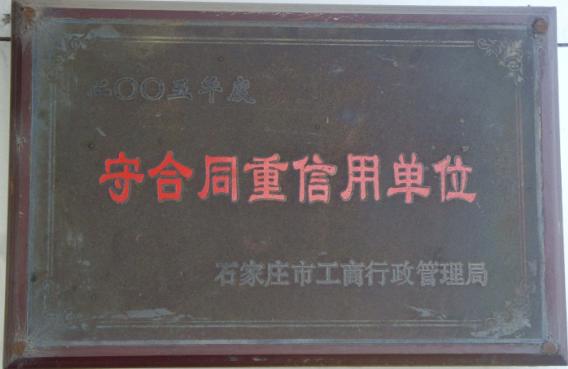 二〇〇五年度
守合同重信用单位
石家庄市工商行政管理局